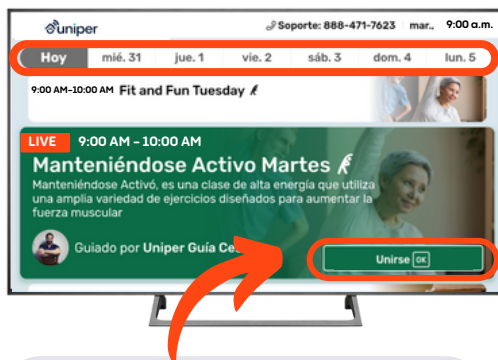 uniper
Soporte: 888-471-7623 mar., 9:00 a.m.
Hoy mié. 31 jue. 1 vie. 2 sáb. 3 dom. 4 lun. 5
9:00 AM-10:00 AM Fit and Fun Tuesday
LIVE 9:00 AM - 10:00 AM
Manteniéndose Activo Martes
Manteniéndose Activó, es una clase de alta energía que utiliza
una amplia variedad de ejercicios diseñados para aumentar la
fuerza muscular
Guiado por Uniper Guía
Unirse OK